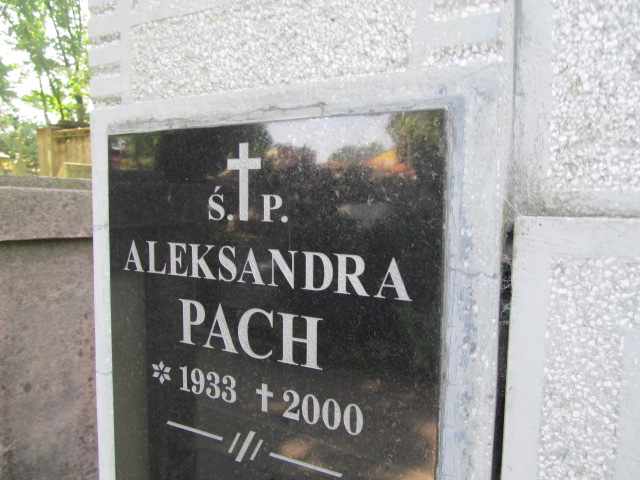 Ś. P.
ALEKSANDRA
PACH
* 1933 † 2000